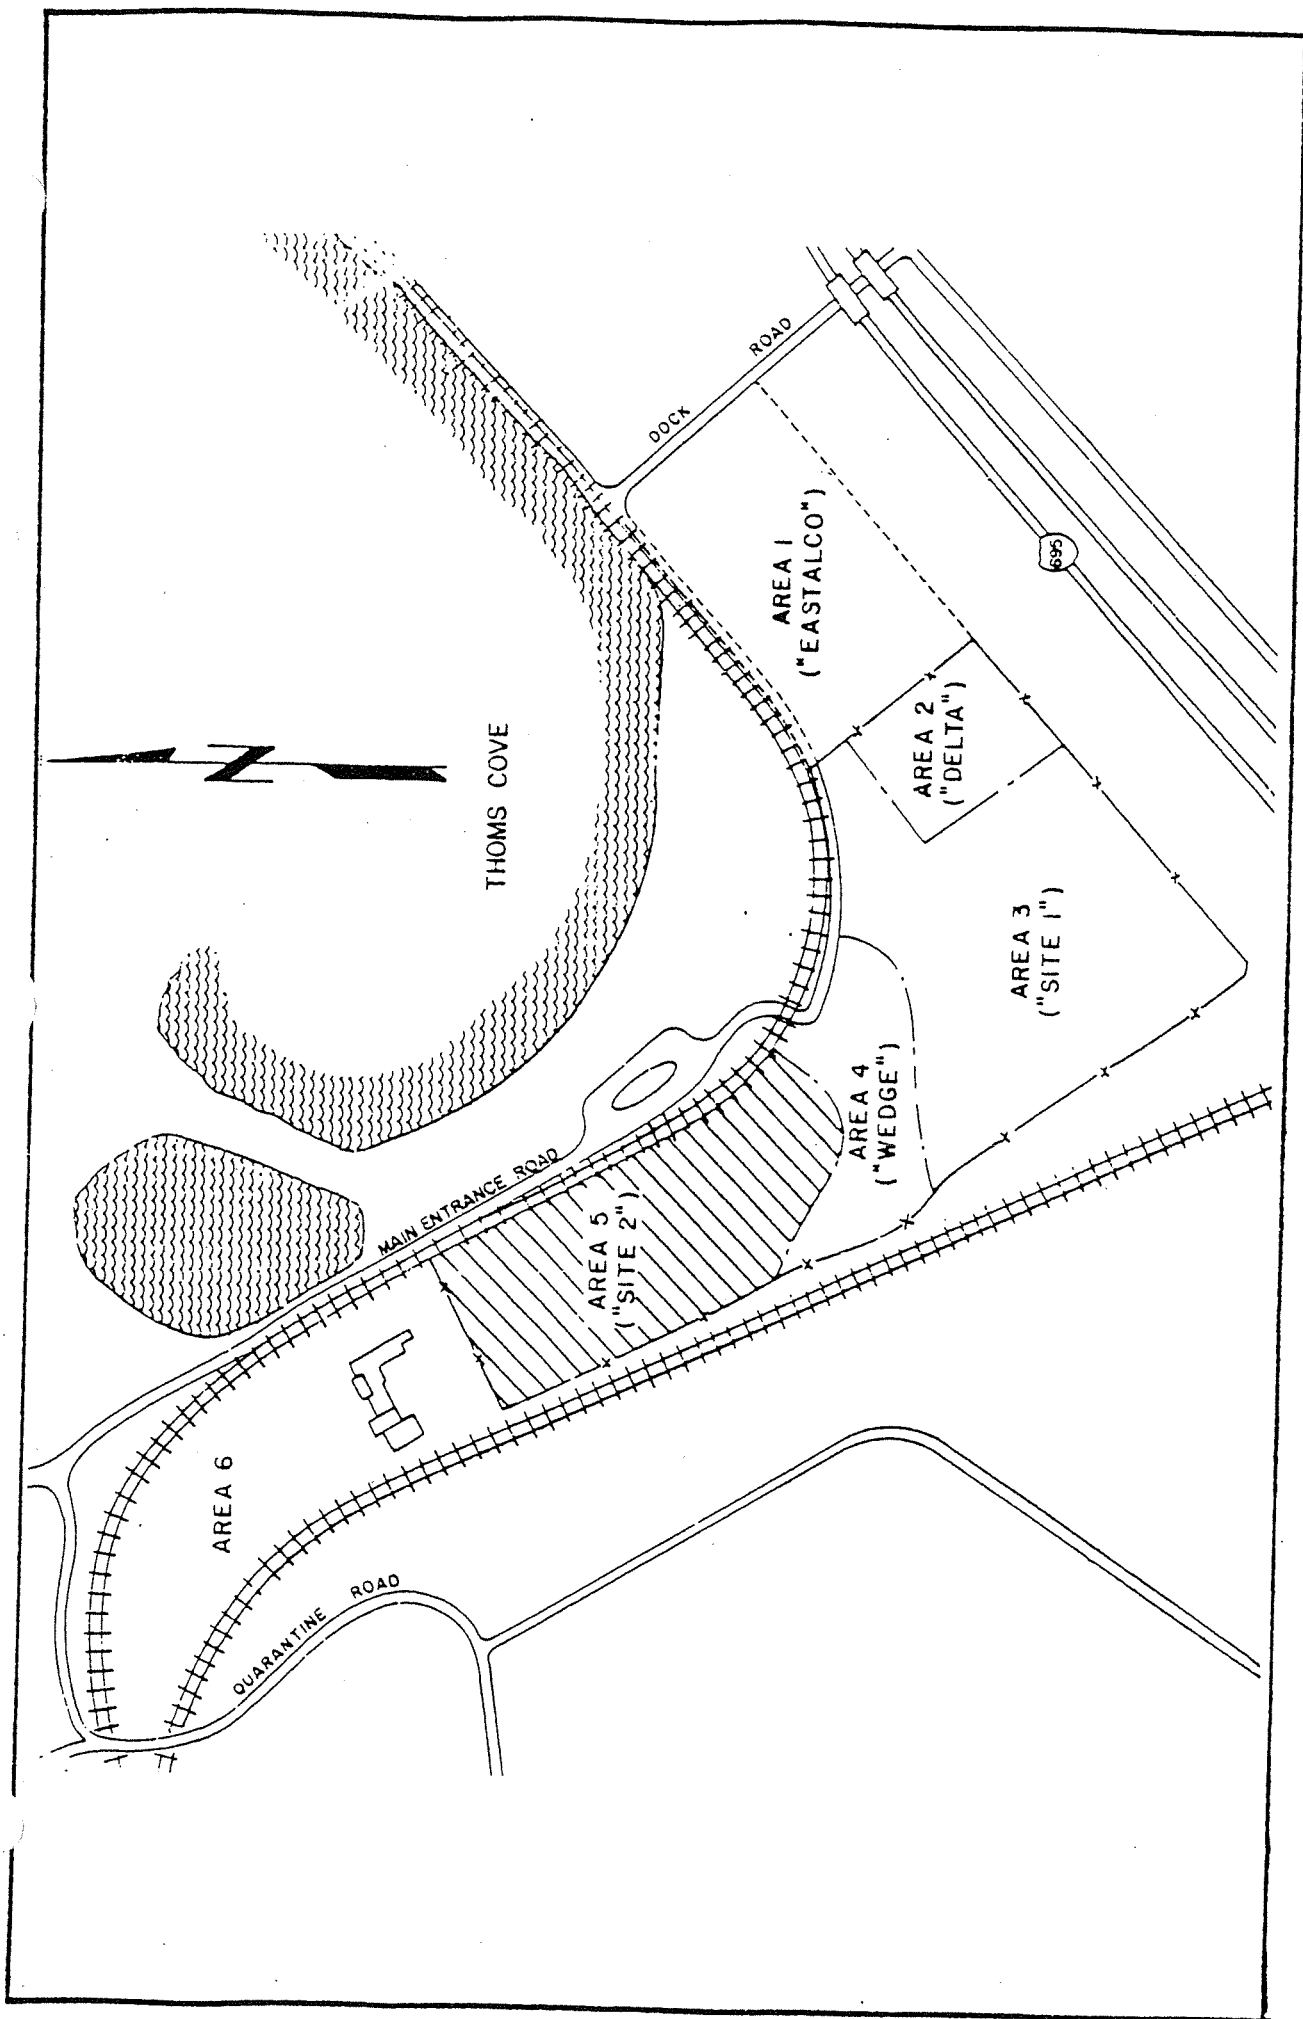 THOMS COVE
N
DOCK ROAD
MAIN ENTRANCE ROAD
QUARANTINE ROAD
695
AREA 1
("EASTALCO")
AREA 2
("DELTA")
AREA 3
("SITE 1")
AREA 4
("WEDGE")
AREA 5
("SITE 2")
AREA 6